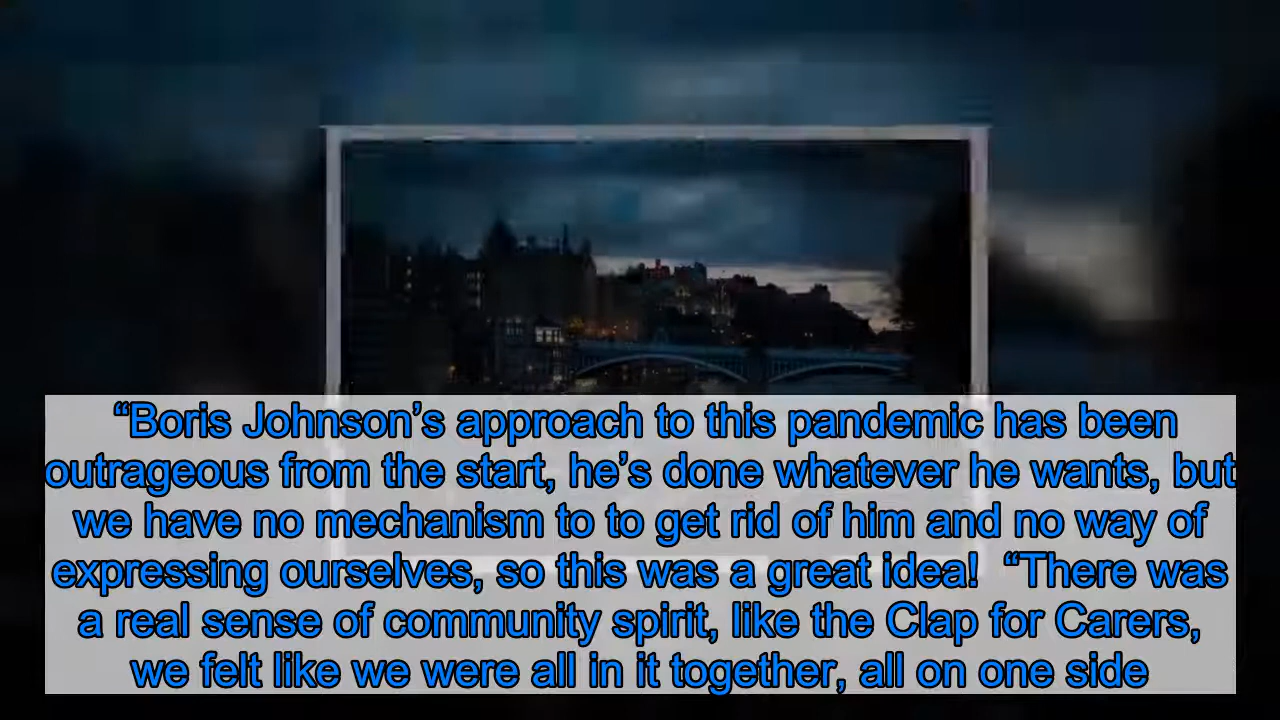 “Boris Johnson’s approach to this pandemic has been
outrageous from the start, he’s done whatever he wants, but
we have no mechanism to to get rid of him and no way of
expressing ourselves, so this was a great idea!  “There was
a real sense of community spirit, like the Clap for Carers,
we felt like we were all in it together, all on one side